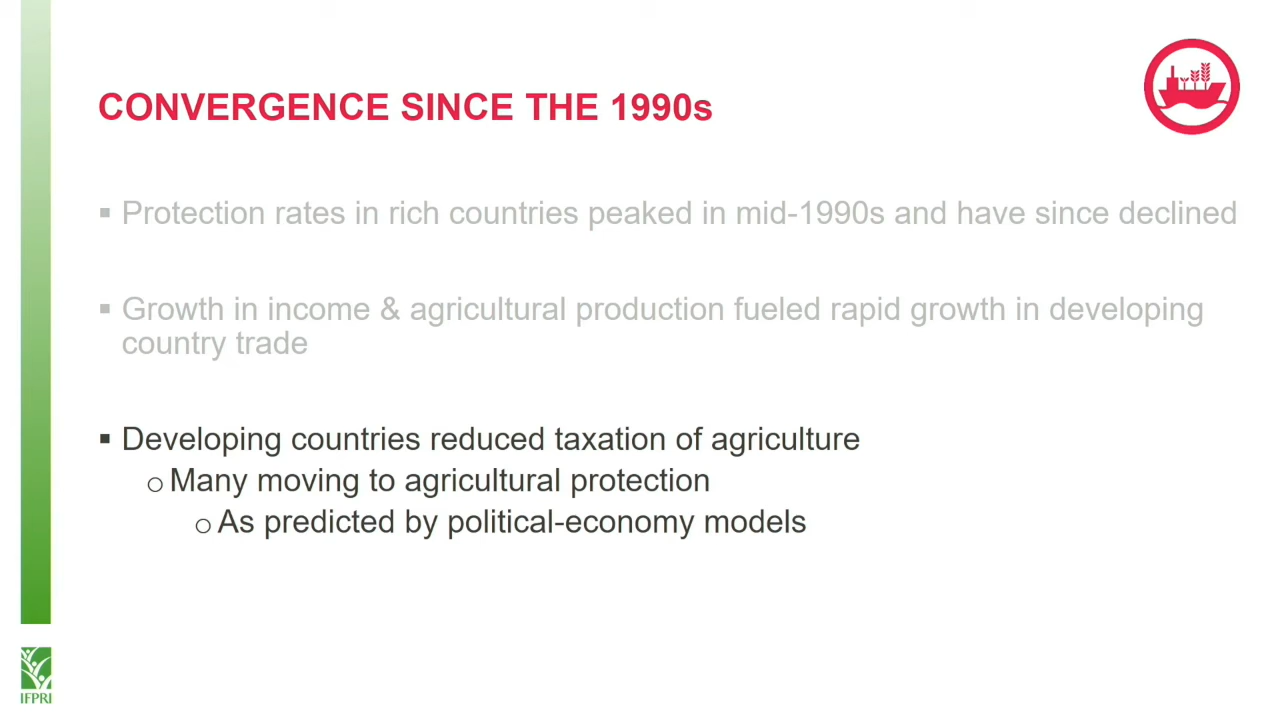 CONVERGENCE SINCE THE 1990s
▪ Protection rates in rich countries peaked in mid-1990s and have since declined
▪ Growth in income & agricultural production fueled rapid growth in developing
country trade
▪ Developing countries reduced taxation of agriculture
o Many moving to agricultural protection
o As predicted by political-economy models
IFPRI